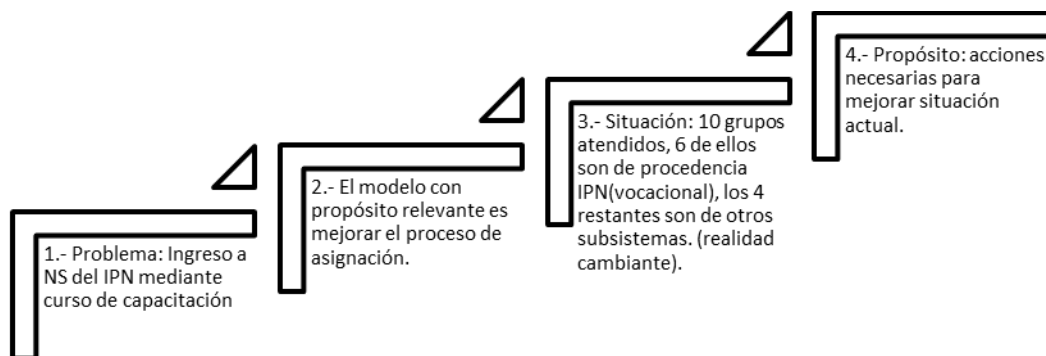 1.- Problema: Ingreso a
NS del IPN mediante
curso de capacitación
2.- El modelo con
propósito relevante es
mejorar el proceso de
asignación.
3.- Situación: 10 grupos
atendidos, 6 de ellos
son de procedencia
IPN(vocacional), los 4
restantes son de otros
subsistemas. (realidad
cambiante).
4.- Propósito: acciones
necesarias para
mejorar situación
actual.